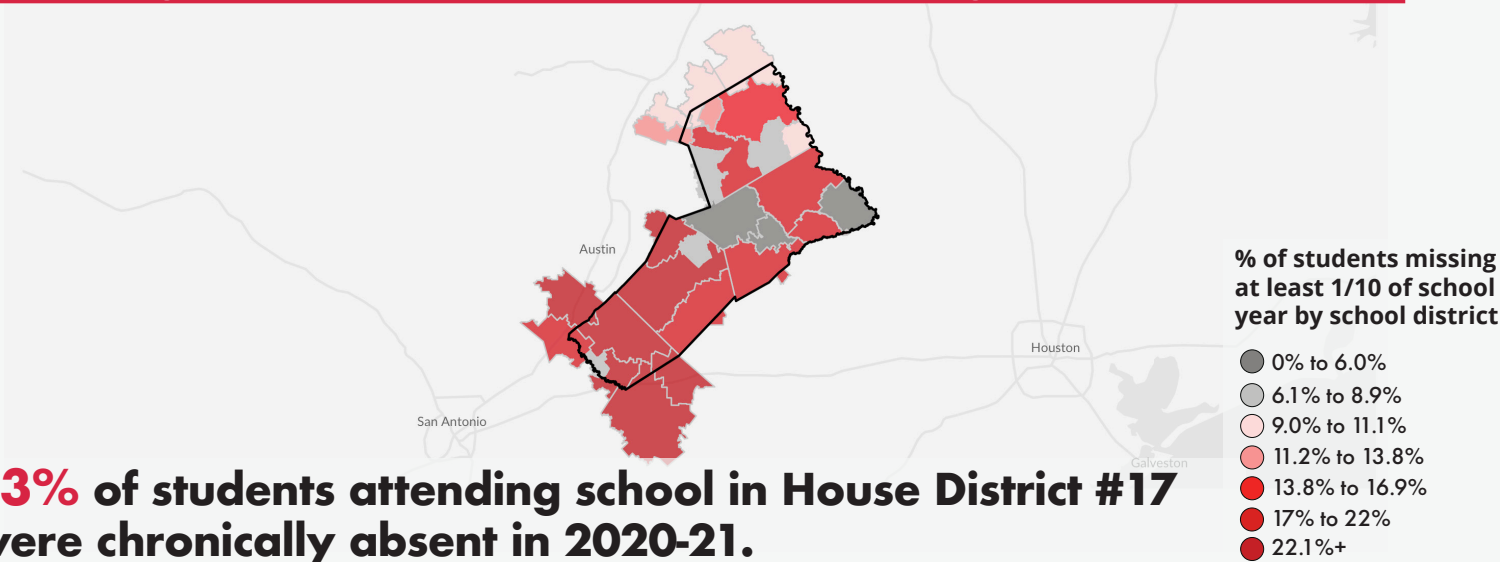 Austin
San Antonio
Houston
Galveston
% of students missing
at least 1/10 of school
year by school district
0% to 6.0%
6.1% to 8.9%
9.0% to 11.1%
11.2% to 13.8%
13.8% to 16.9%
17% to 22%
22.1%+
3% of students attending school in House District #17
were chronically absent in 2020-21.